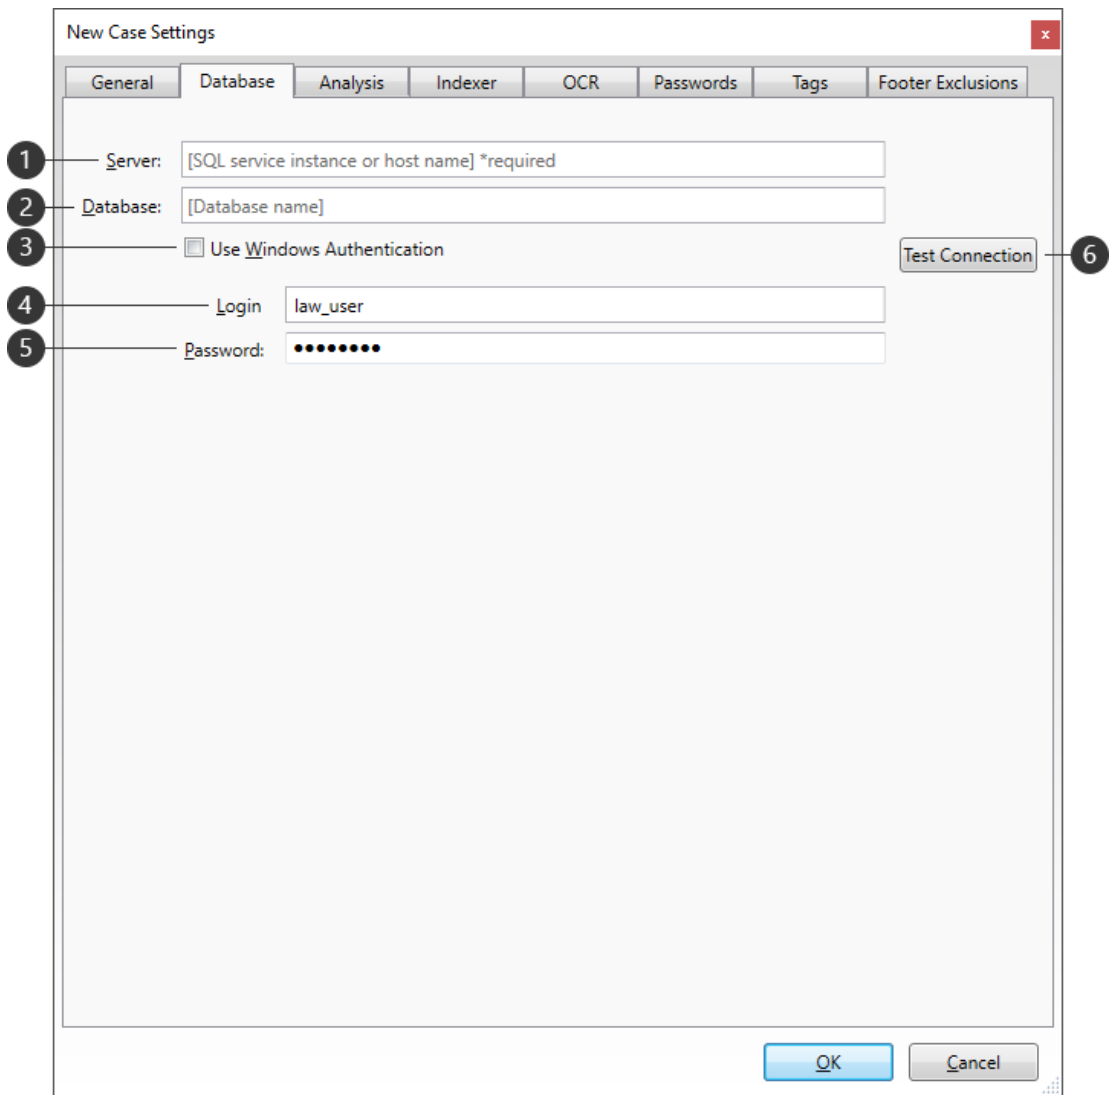 New Case Settings
x
General Database Analysis Indexer OCR Passwords Tags Footer Exclusions
1 Server: [SQL service instance or host name] *required
2 Database: [Database name]
3 Use Windows Authentication
Test Connection 6
4 Login law_user
5 Password: ●●●●●●●●
OK Cancel